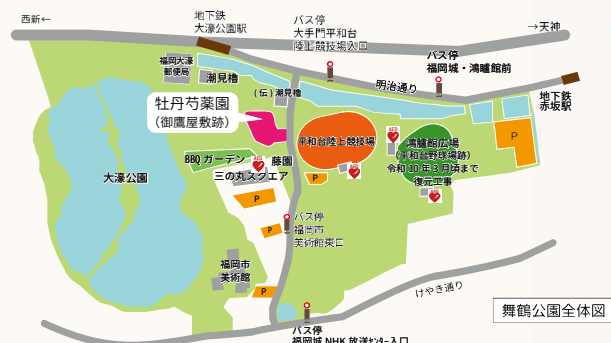 西新←
地下鉄
大濠公園駅
バス停
大手門平和台
陸上競技場入口
→天神
バス停
福岡城・鴻臚館前
福岡大濠
郵便局
潮見櫓
(伝)潮見櫓
明治通り
地下鉄
赤坂駅
牡丹芍薬園
(御鷹屋敷跡)
平和台陸上競技場
AED
鴻臚館広場
(平和台野球場跡)
令和10年3月頃まで
復元工事
P
BBQガーデン
AED
藤園
三の丸スクエア
P
AED
AED
大濠公園
P
P
バス停
福岡市
美術館東口
福岡市
美術館
P
けやき通り
舞鶴公園全体図
バス停
福岡城NHK放送センター入口